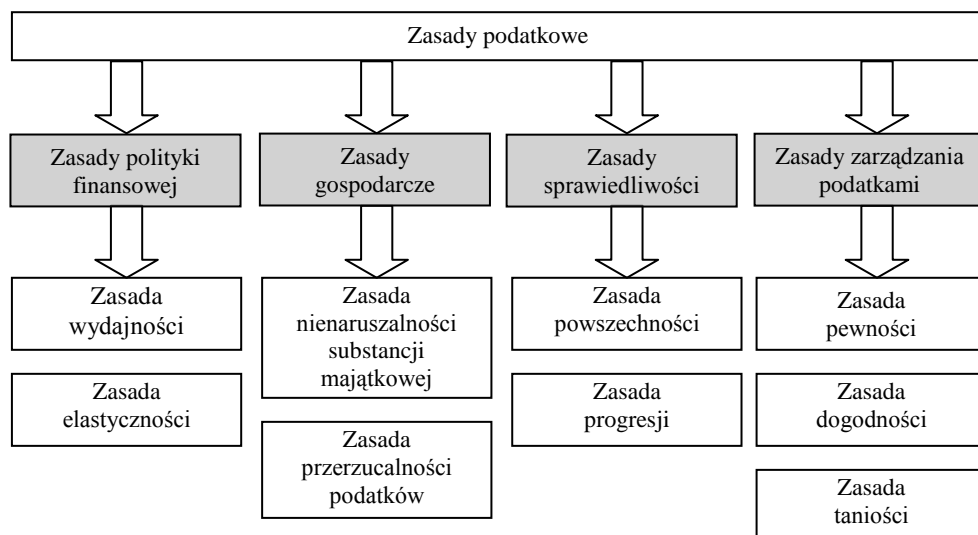 Zasady podatkowe
Zasady polityki
finansowej
Zasady
gospodarcze
Zasady
sprawiedliwości
Zasady zarządzania
podatkami
Zasada
wydajności
Zasada
elastyczności
Zasada
nienaruszalności
substancji
majątkowej
Zasada
przerzucalności
podatków
Zasada
powszechności
Zasada
progresji
Zasada
pewności
Zasada
dogodności
Zasada
taniości